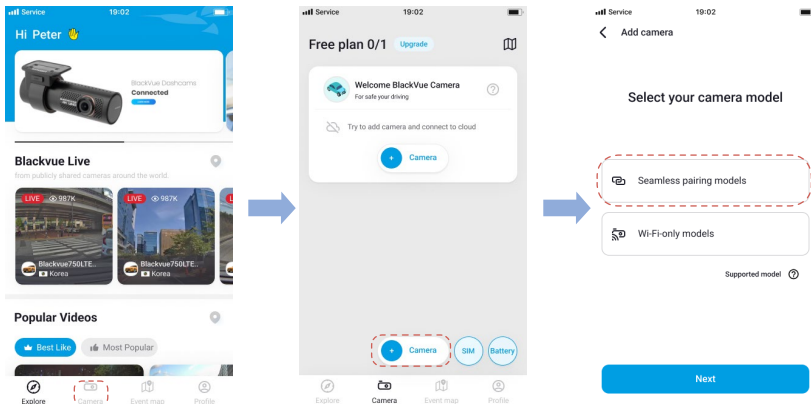 Service 19:02
Hi Peter
BlackVue Dashcams
Connected
Blackvue Live
from publicly shared cameras around the world.
LIVE 987K
LIVE 987K
Blackvue750LTE..
Korea
Blackvue750LTE..
Korea
Popular Videos
Best Like
Most Popular
Explore
Camera
Event map
Profile
Service 19:02
Free plan 0/1
Upgrade
Welcome BlackVue Camera
For safe your driving
Try to add camera and connect to cloud
+ Camera
+ Camera
SIM
Battery
Explore
Camera
Event map
Profile
Service 19:02
Add camera
Select your camera model
Seamless pairing models
Wi-Fi-only models
Supported model
Next